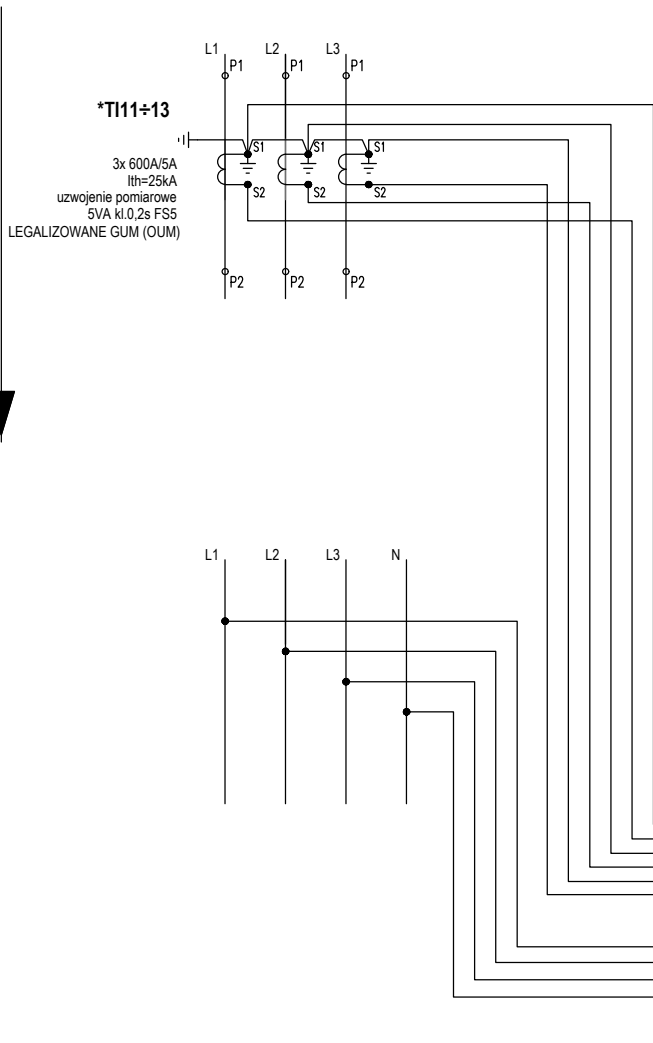 L1 L2 L3
P1 P1 P1
*TI11÷13
S1 S1 S1
3x 600A/5A
Ith=25kA
uzwojenie pomiarowe
5VA kl.0,2s FS5
LEGALIZOWANE GUM (OUM)
S2 S2 S2
P2 P2 P2
L1 L2 L3 N